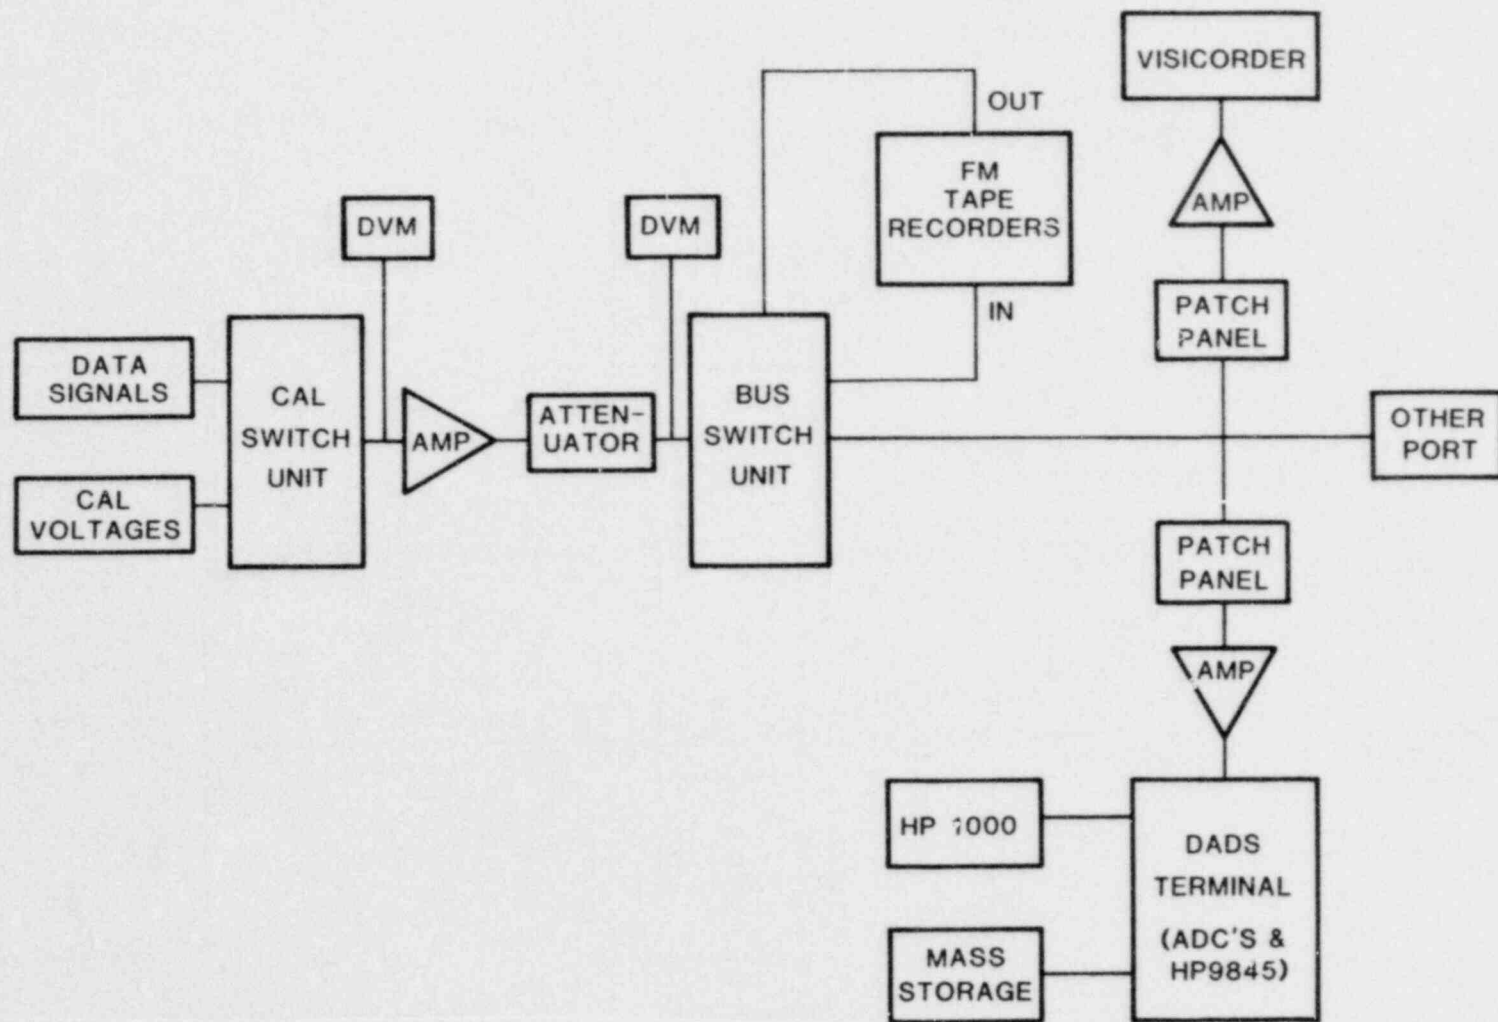 VISICORDER
AMP
PATCH
PANEL
OUT
FM
TAPE
RECORDERS
IN
DVM
DVM
DATA
SIGNALS
CAL
VOLTAGES
CAL
SWITCH
UNIT
AMP
ATTEN-
UATOR
BUS
SWITCH
UNIT
OTHER
PORT
PATCH
PANEL
AMP
HP 1000
MASS
STORAGE
DADS
TERMINAL
(ADC'S &
HP9845)